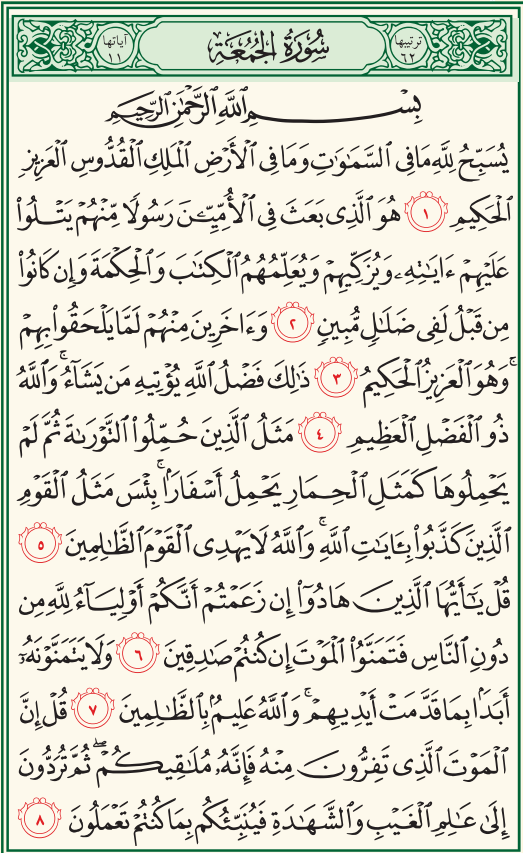 ترتيبها ٦٢ سُورَةُ الجُمُعَةِ آياتها ١١
بِسْمِ اللَّهِ الرَّحْمَٰنِ الرَّحِيمِ
يُسَبِّحُ لِلَّهِ مَا فِى ٱلسَّمَٰوَٰتِ وَمَا فِى ٱلْأَرْضِ ٱلْمَلِكِ ٱلْقُدُّوسِ ٱلْعَزِيزِ
ٱلْحَكِيمِ ١ هُوَ ٱلَّذِى بَعَثَ فِى ٱلْأُمِّيِّـۧنَ رَسُولًا مِّنْهُمْ يَتْلُوا۟
عَلَيْهِمْ ءَايَٰتِهِۦ وَيُزَكِّيهِمْ وَيُعَلِّمُهُمُ ٱلْكِتَٰبَ وَٱلْحِكْمَةَ وَإِن كَانُوا۟
مِن قَبْلُ لَفِى ضَلَٰلٍ مُّبِينٍ ٢ وَءَاخَرِينَ مِنْهُمْ لَمَّا يَلْحَقُوا۟ بِهِمْ
ۚ وَهُوَ ٱلْعَزِيزُ ٱلْحَكِيمُ ٣ ذَٰلِكَ فَضْلُ ٱللَّهِ يُؤْتِيهِ مَن يَشَآءُ ۚ وَٱللَّهُ
ذُو ٱلْفَضْلِ ٱلْعَظِيمِ ٤ مَثَلُ ٱلَّذِينَ حُمِّلُوا۟ ٱلتَّوْرَىٰةَ ثُمَّ لَمْ
يَحْمِلُوهَا كَمَثَلِ ٱلْحِمَارِ يَحْمِلُ أَسْفَارًۢا ۚ بِئْسَ مَثَلُ ٱلْقَوْمِ
ٱلَّذِينَ كَذَّبُوا۟ بِـَٔايَٰتِ ٱللَّهِ ۚ وَٱللَّهُ لَا يَهْدِى ٱلْقَوْمَ ٱلظَّٰلِمِينَ ٥
قُلْ يَٰٓأَيُّهَا ٱلَّذِينَ هَادُوٓا۟ إِن زَعَمْتُمْ أَنَّكُمْ أَوْلِيَآءُ لِلَّهِ مِن
دُونِ ٱلنَّاسِ فَتَمَنَّوُا۟ ٱلْمَوْتَ إِن كُنتُمْ صَٰدِقِينَ ٦ وَلَا يَتَمَنَّوْنَهُۥٓ
أَبَدًۢا بِمَا قَدَّمَتْ أَيْدِيهِمْ ۚ وَٱللَّهُ عَلِيمٌۢ بِٱلظَّٰلِمِينَ ٧ قُلْ إِنَّ
ٱلْمَوْتَ ٱلَّذِى تَفِرُّونَ مِنْهُ فَإِنَّهُۥ مُلَٰقِيكُمْ ۖ ثُمَّ تُرَدُّونَ
إِلَىٰ عَٰلِمِ ٱلْغَيْبِ وَٱلشَّهَٰدَةِ فَيُنَبِّئُكُم بِمَا كُنتُمْ تَعْمَلُونَ ٨